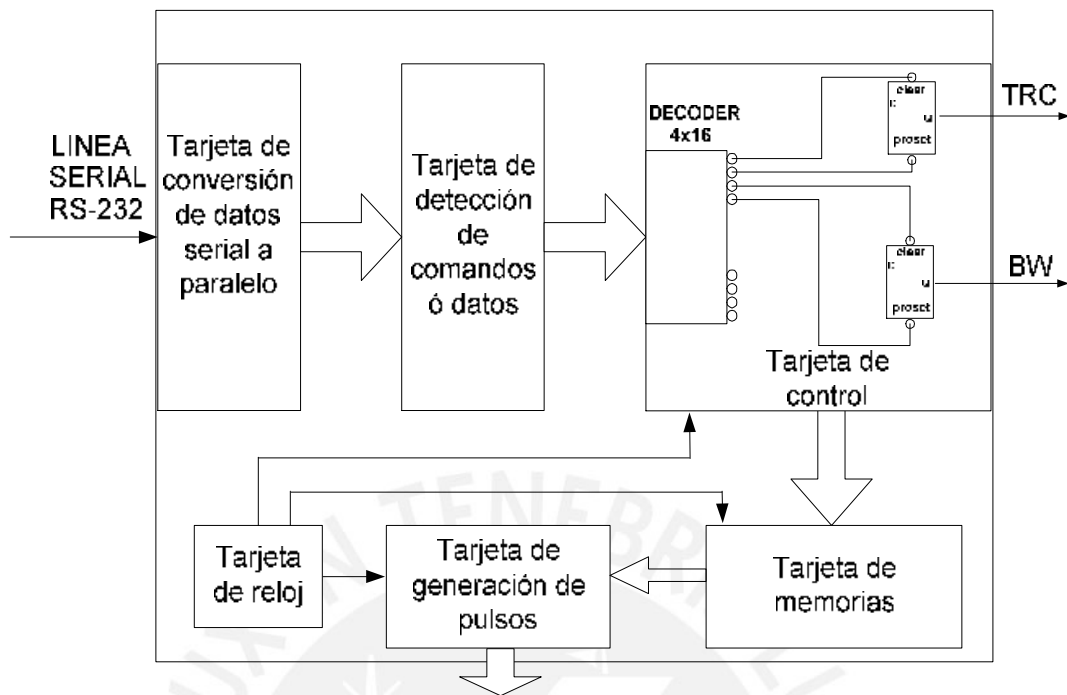 LINEA
SERIAL
RS-232
Tarjeta de
conversión
de datos
serial a
paralelo
Tarjeta de
detección
de
comandos
ó datos
DECODER
4x16
clear
preset
TRC
clear
preset
BW
Tarjeta de
control
Tarjeta
de reloj
Tarjeta de
generación de
pulsos
Tarjeta de
memorias
TENEBRI